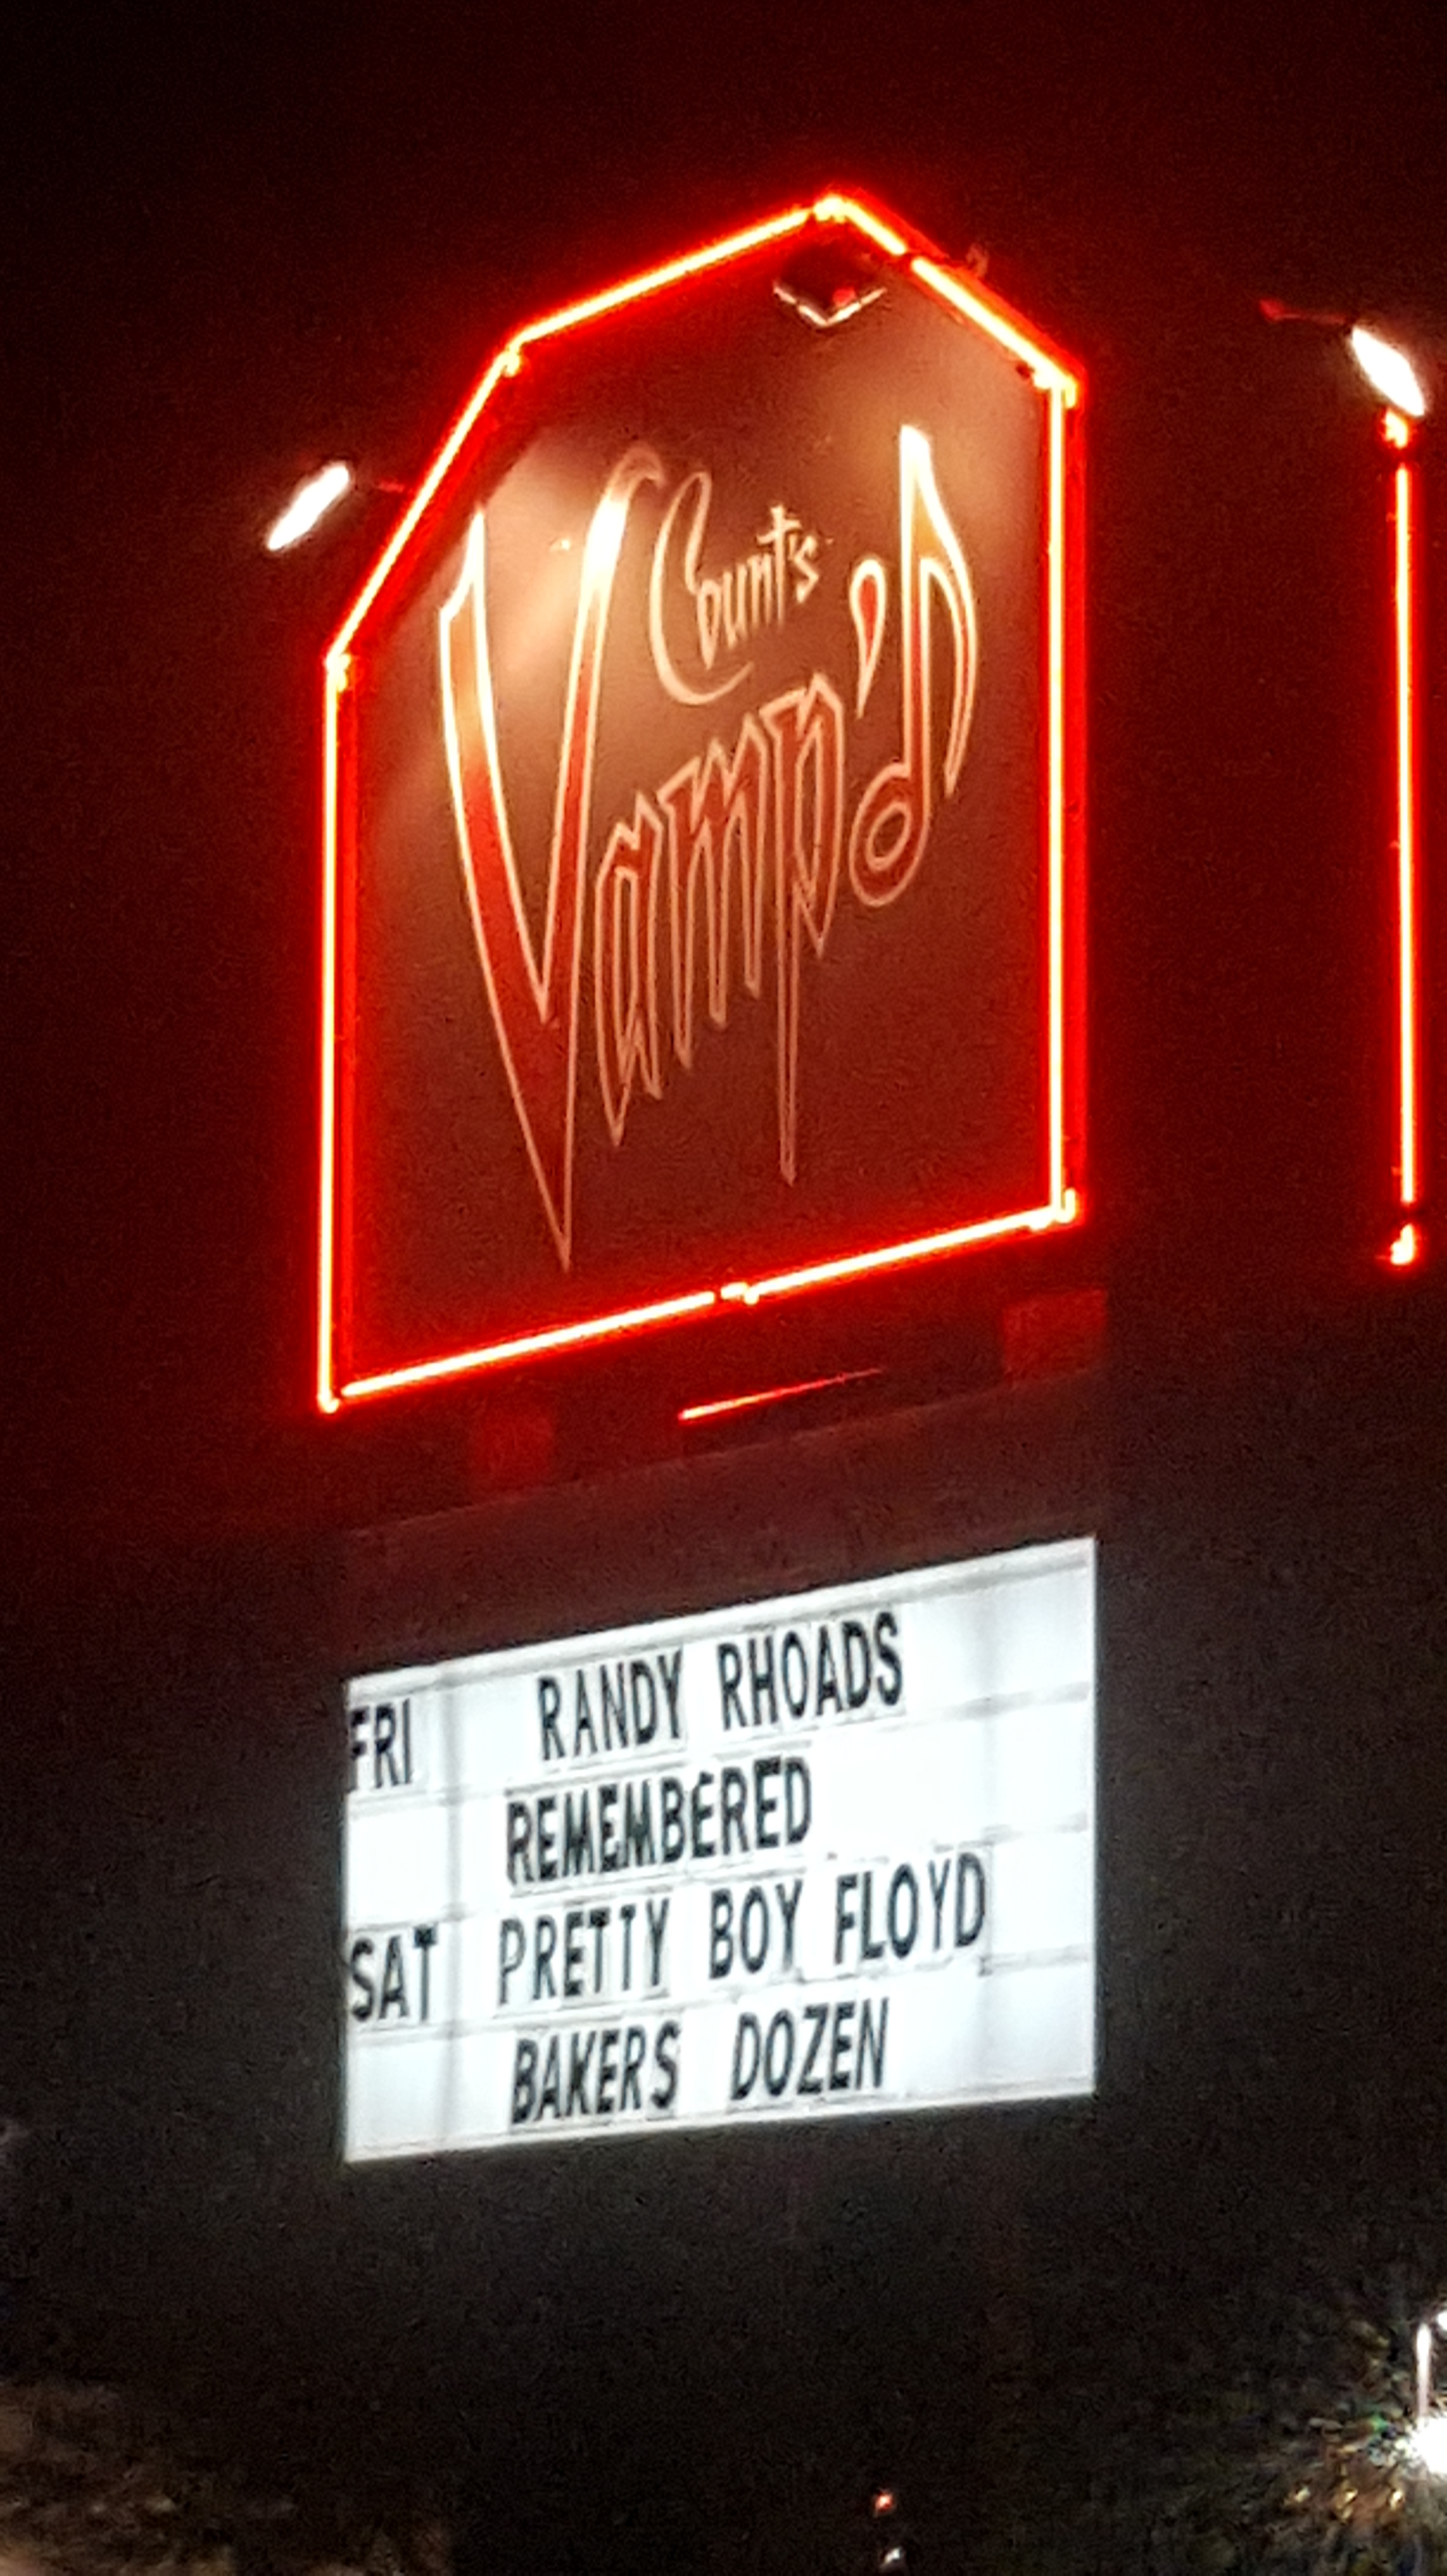 Count's
Vamp'd
FRI RANDY RHOADS
REMEMBERED
SAT PRETTY BOY FLOYD
BAKERS DOZEN